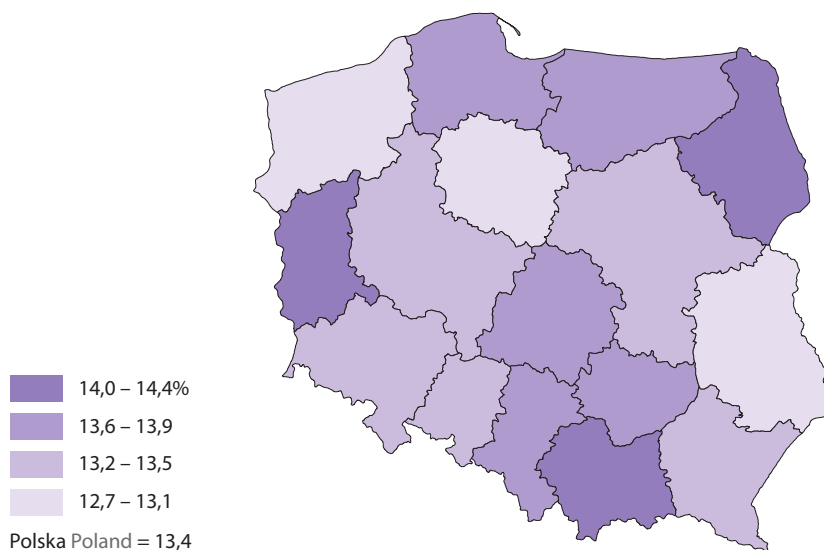 14,0 – 14,4%
13,6 – 13,9
13,2 – 13,5
12,7 – 13,1
Polska Poland = 13,4